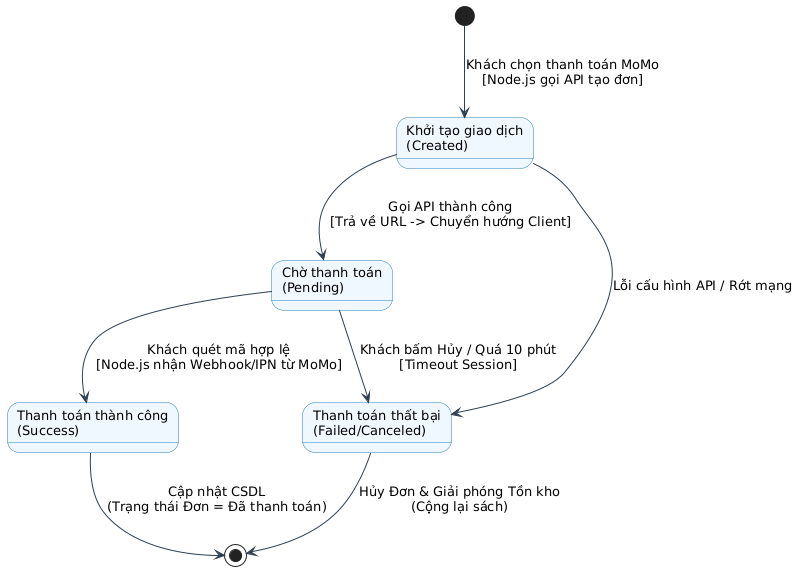 Khách chọn thanh toán MoMo
[Node.js gọi API tạo đơn]
Khởi tạo giao dịch
(Created)
Gọi API thành công
[Trả về URL -> Chuyển hướng Client]
Lỗi cấu hình API / Rớt mạng
Chờ thanh toán
(Pending)
Khách quét mã hợp lệ
[Node.js nhận Webhook/IPN từ MoMo]
Khách bấm Hủy / Quá 10 phút
[Timeout Session]
Thanh toán thành công
(Success)
Thanh toán thất bại
(Failed/Canceled)
Cập nhật CSDL
(Trạng thái Đơn = Đã thanh toán)
Hủy Đơn & Giải phóng Tồn kho
(Cộng lại sách)